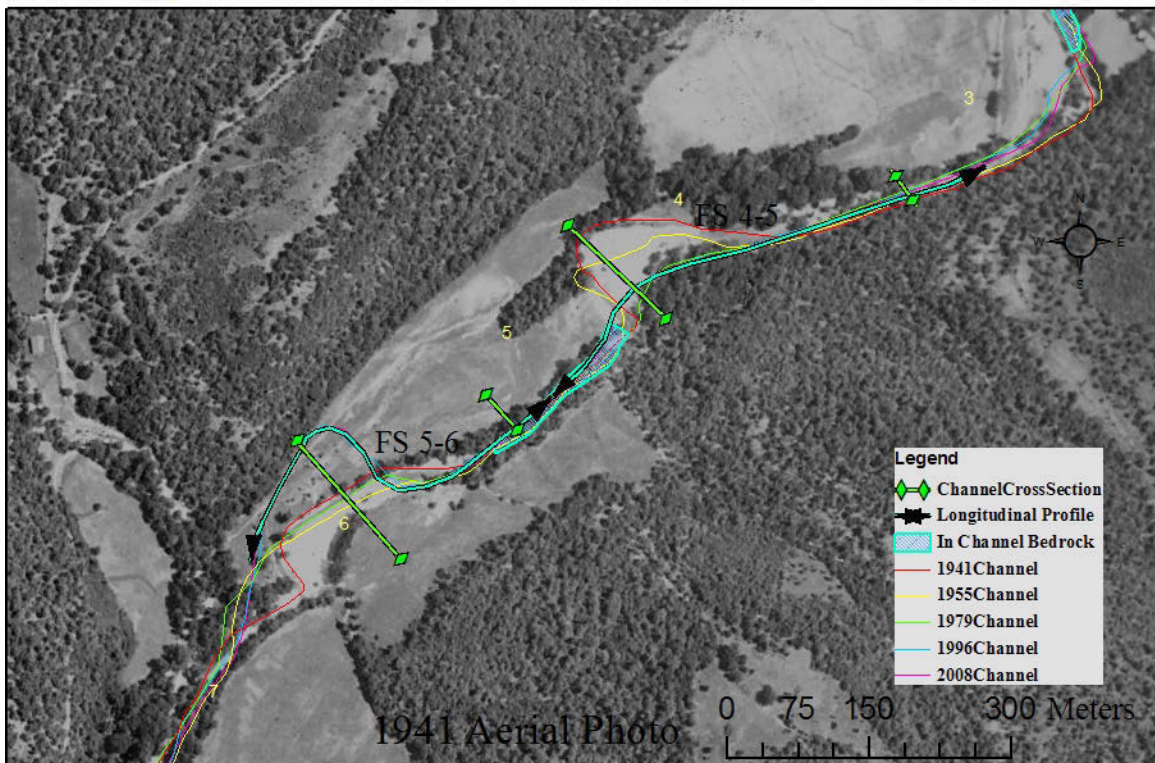 3
4
FS 4-5
N
W E
S
5
FS 5-6
6
7
Legend
ChannelCrossSection
Longitudinal Profile
In Channel Bedrock
1941Channel
1955Channel
1979Channel
1996Channel
2008Channel
1941 Aerial Photo
0 75 150 300 Meters